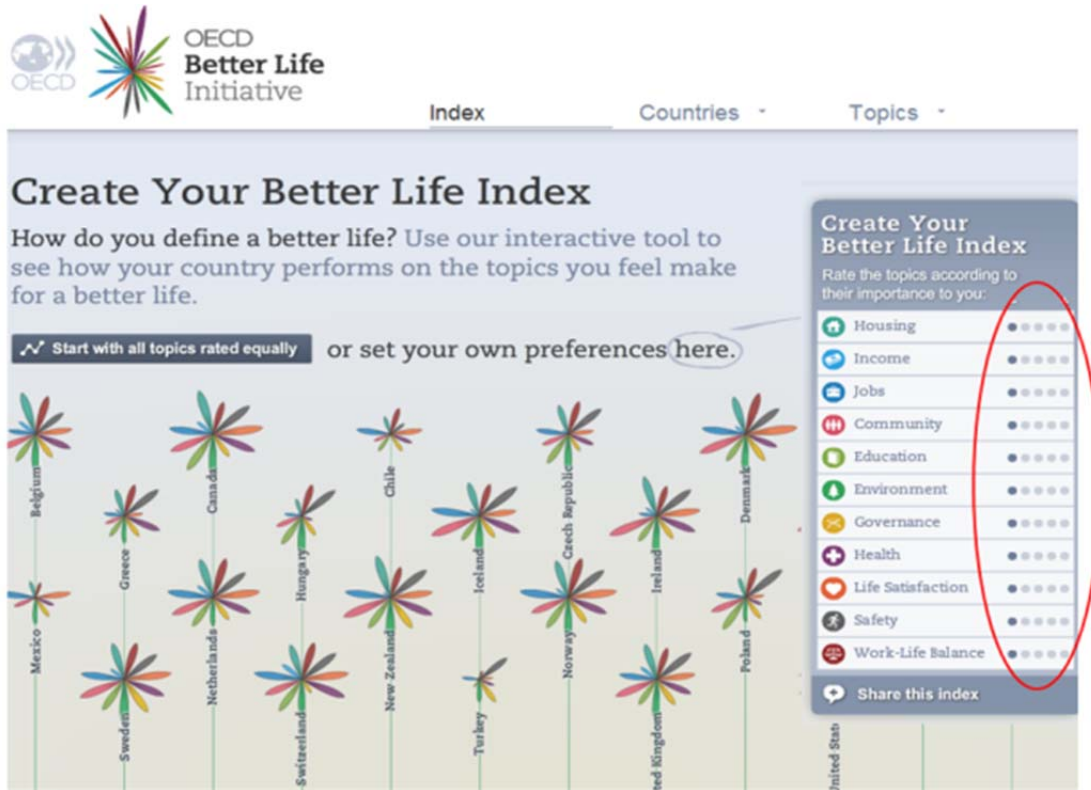 OECD
OECD
Better Life
Initiative
Index
Countries
Topics
Create Your Better Life Index
How do you define a better life? Use our interactive tool to
see how your country performs on the topics you feel make
for a better life.
Start with all topics rated equally
or set your own preferences here.
Create Your
Better Life Index
Rate the topics according to
their importance to you:
Housing
Income
Jobs
Community
Education
Environment
Governance
Health
Life Satisfaction
Safety
Work-Life Balance
Share this index
Belgium
Canada
Chile
Czech Republic
Denmark
Greece
Hungary
Iceland
Ireland
Mexico
Netherlands
New Zealand
Norway
Poland
Sweden
Switzerland
Turkey
ted Kingdom
United Stat